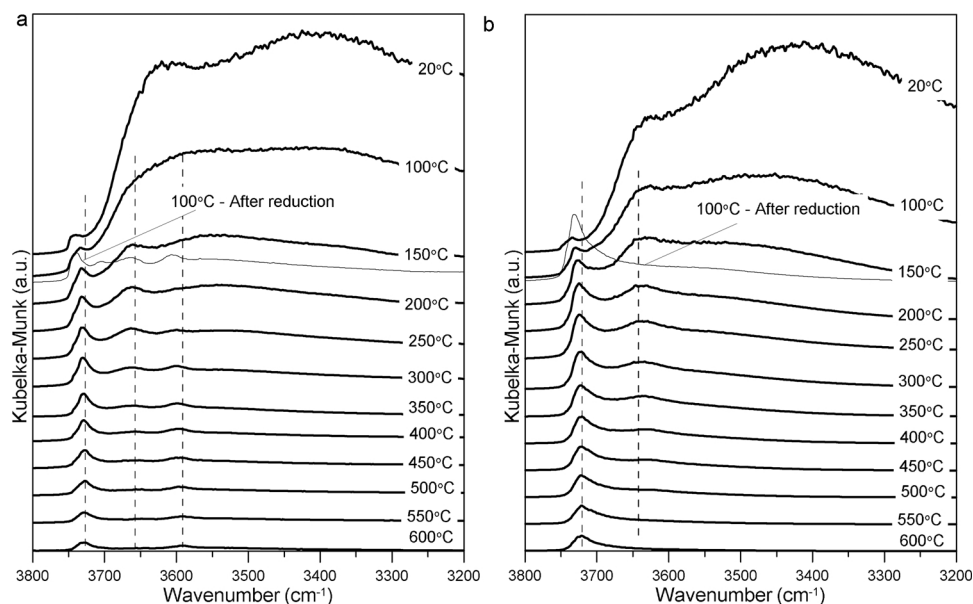 a
20°C
100°C
100°C - After reduction
150°C
200°C
250°C
300°C
350°C
400°C
450°C
500°C
550°C
600°C
Kubelka-Munk (a.u.)
3800 3700 3600 3500 3400 3300 3200
Wavenumber (cm⁻¹)
b
20°C
100°C
100°C - After reduction
150°C
200°C
250°C
300°C
350°C
400°C
450°C
500°C
550°C
600°C
Kubelka-Munk (a.u.)
3800 3700 3600 3500 3400 3300 3200
Wavenumber (cm⁻¹)